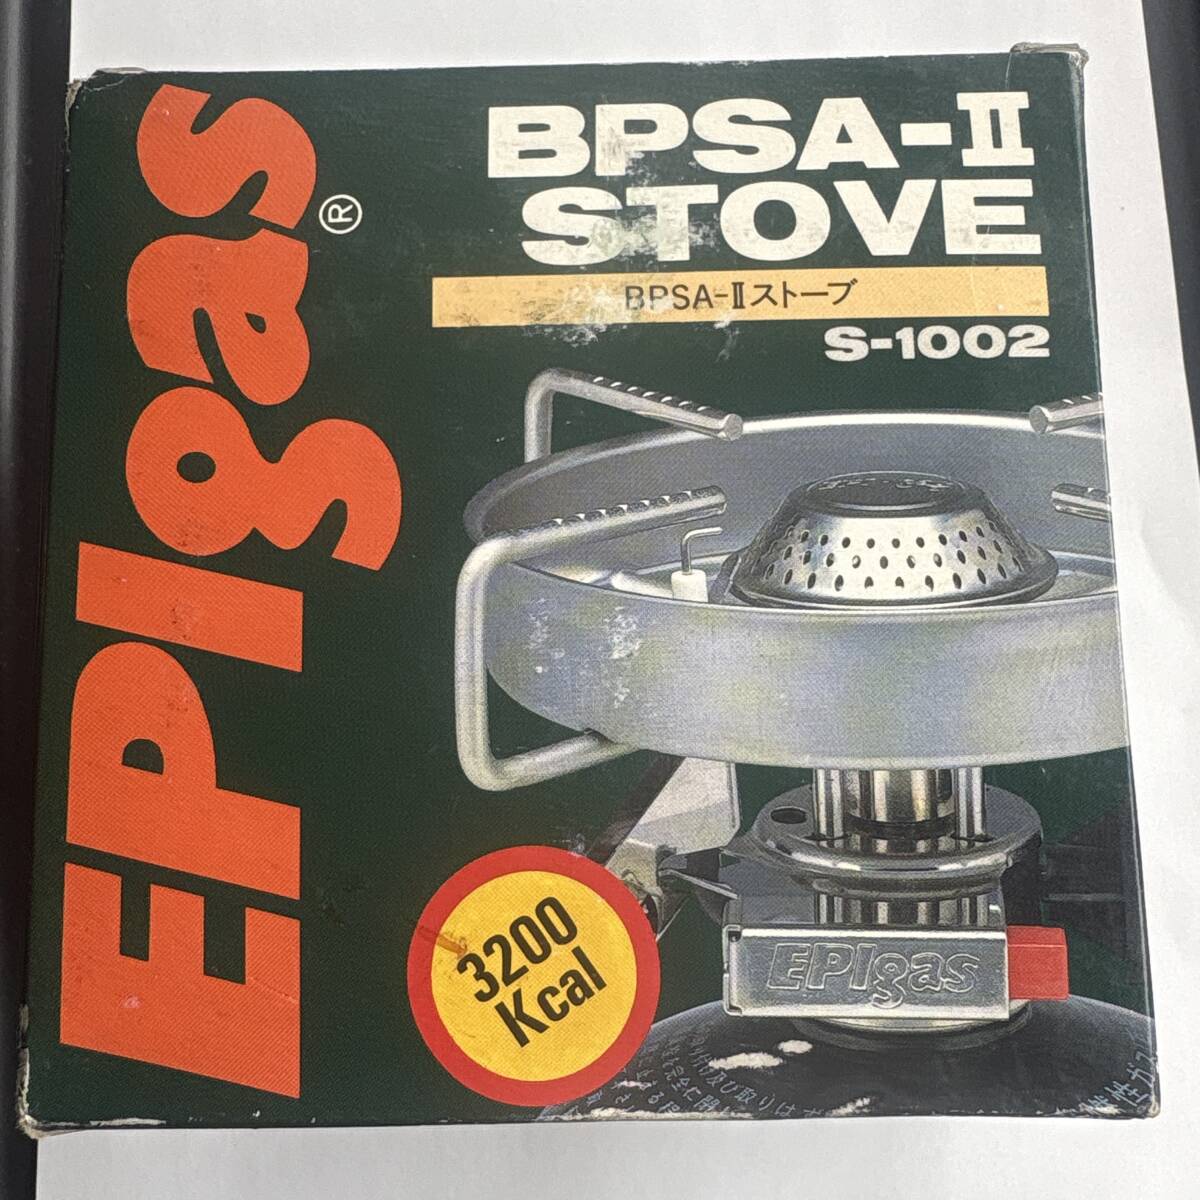 EPIgas®
BPSA-II
STOVE
BPSA-Ⅱストーブ
S-1002
3200
Kcal
EPIgas